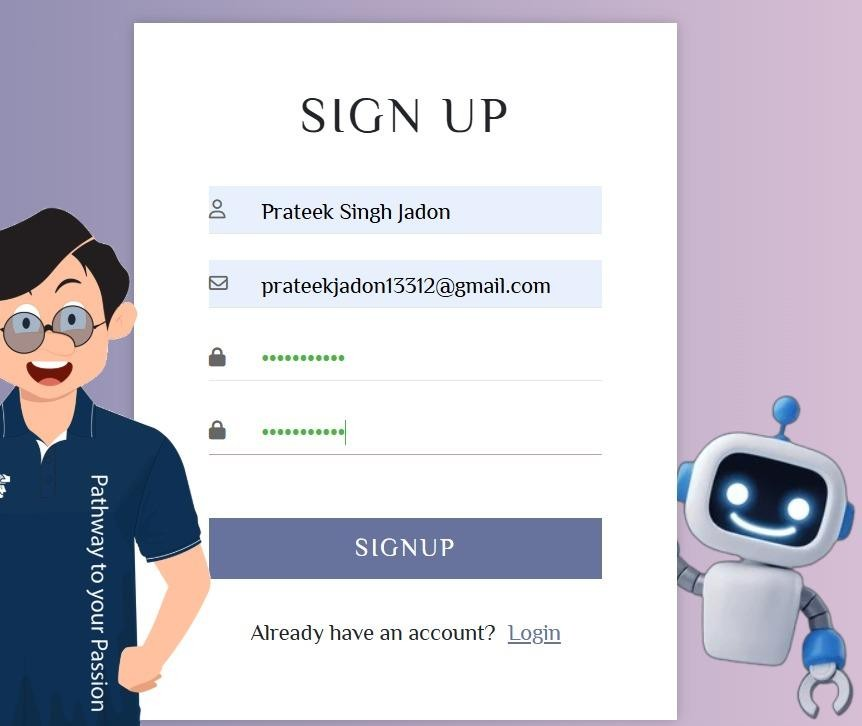 SIGN UP
Prateek Singh Jadon
prateekjadon13312@gmail.com
•••••••••••
•••••••••••
SIGNUP
Already have an account? Login
Pathway to your Passion